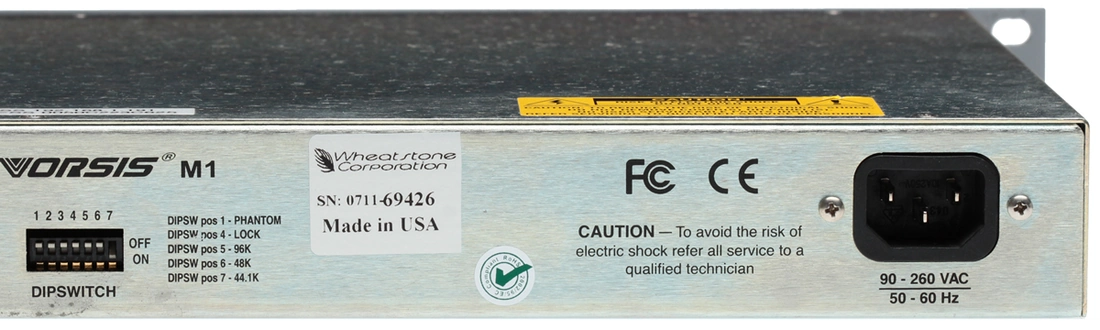 VORSIS® M1
1 2 3 4 5 6 7
OFF
ON
DIPSWITCH
DIPSW pos 1 - PHANTOM
DIPSW pos 4 - LOCK
DIPSW pos 5 - 96K
DIPSW pos 6 - 48K
DIPSW pos 7 - 44.1K
Wheatstone
Corporation
SN: 0711-69426
Made in USA
Compliant RoHS
FC CE
CAUTION — To avoid the risk of
electric shock refer all service to a
qualified technician
90 - 260 VAC
50 - 60 Hz